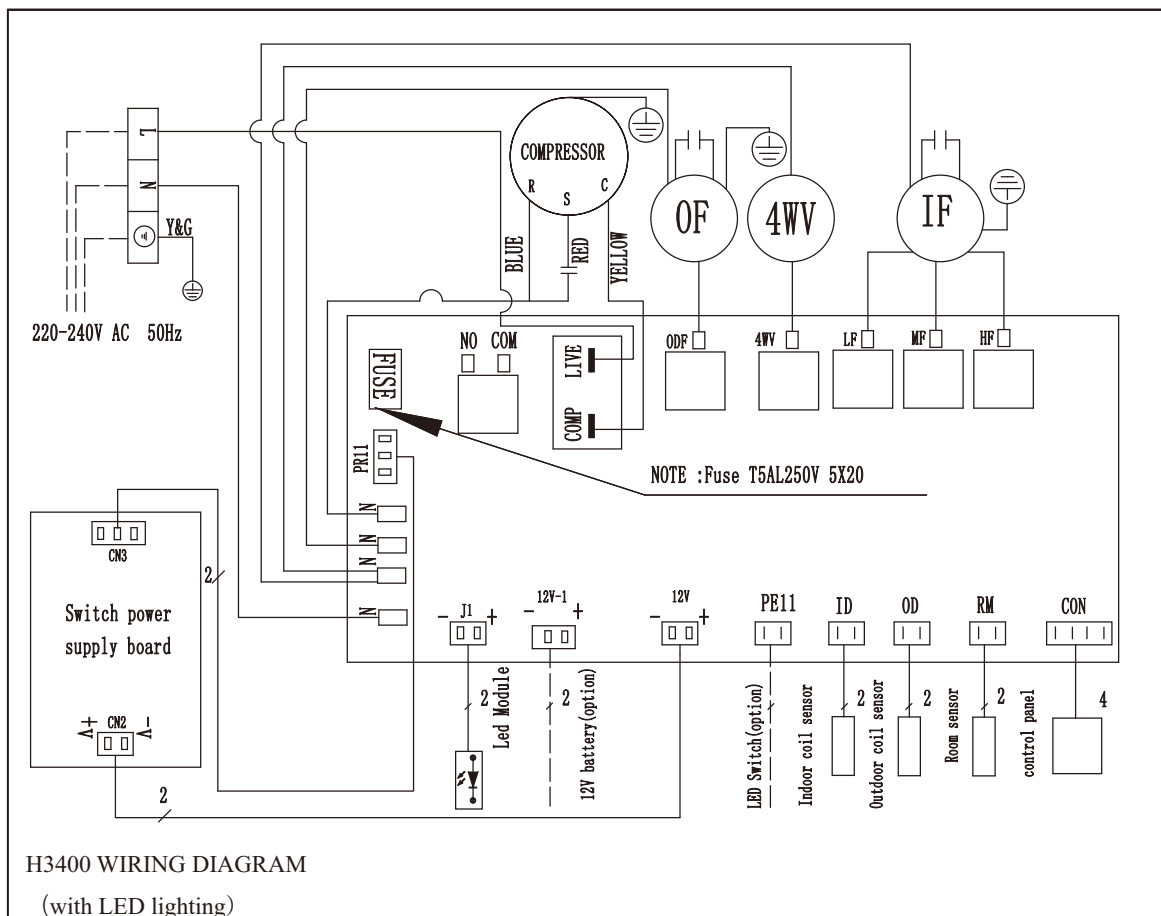 COMPRESSOR
R
S
C
OF
4WV
IF
L
N
Y&G
BLUE
RED
YELLOW
220-240V AC 50Hz
NO COM
LIVE
COMP
ODF
4WV
LF
MF
HF
FUSE
PR11
NOTE :Fuse T5AL250V 5X20
N
N
N
N
CN3
2
Switch power
supply board
V+
CN2
V-
2
- J1 +
- 12V-1 +
- 12V +
PE11
ID
OD
RM
CON
2
Led Module
2
12V battery(option)
LED Switch(option)
2
Indoor coil sensor
2
Outdoor coil sensor
2
Room sensor
4
control panel
H3400 WIRING DIAGRAM
(with LED lighting)